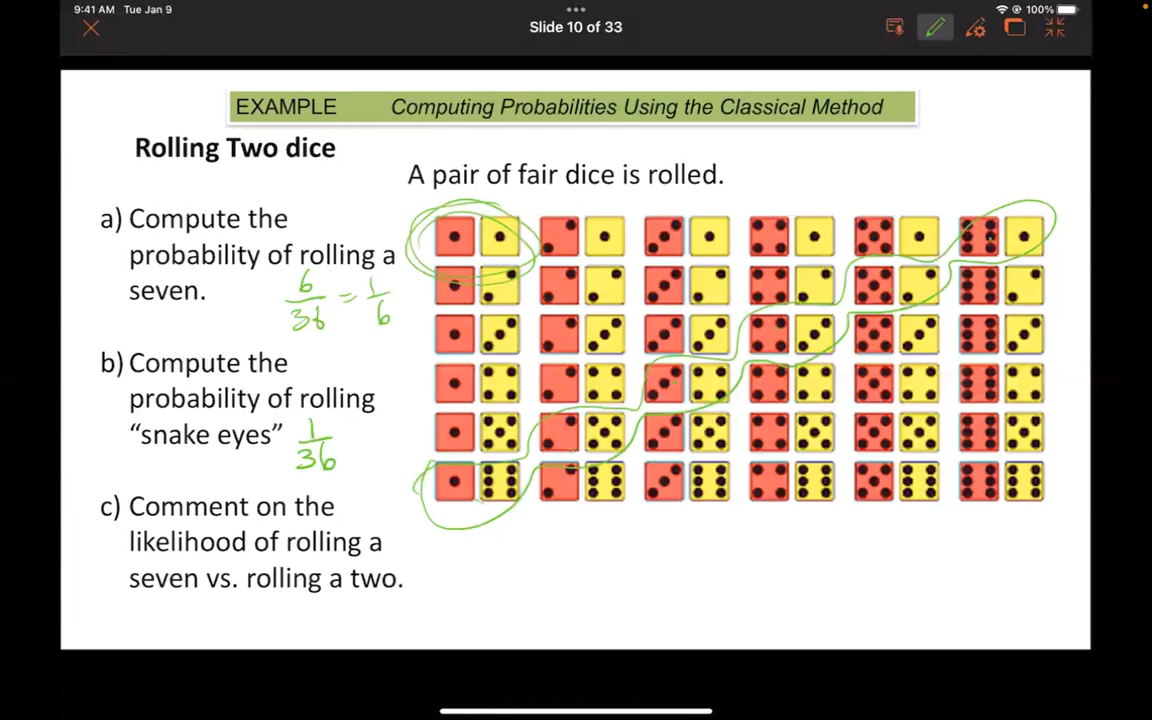 9:41 AM Tue Jan 9
100%
Slide 10 of 33
EXAMPLE Computing Probabilities Using the Classical Method
Rolling Two dice
A pair of fair dice is rolled.
a) Compute the
probability of rolling a
seven.
6/36 = 1/6
b) Compute the
probability of rolling
“snake eyes” 1/36
c) Comment on the
likelihood of rolling a
seven vs. rolling a two.